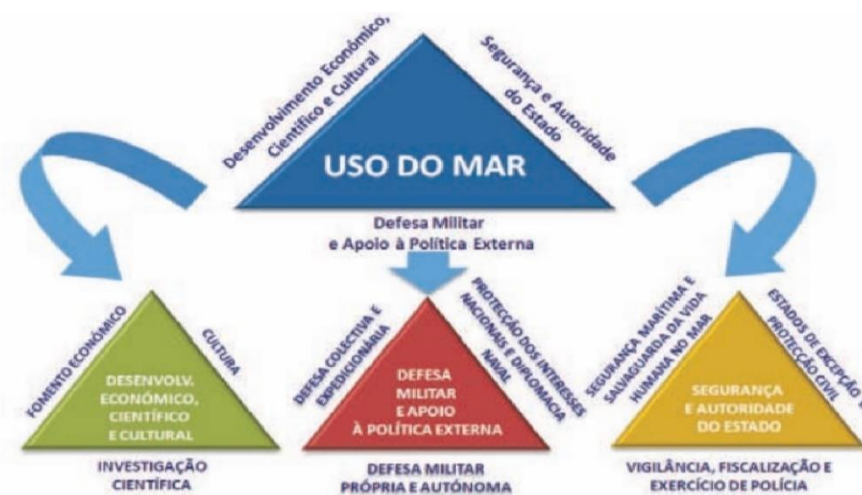 Desenvolvimento Económico,
Científico e Cultural
Segurança e Autoridade
do Estado
USO DO MAR
Defesa Militar
e Apoio à Política Externa
FOMENTO ECONÓMICO
CULTURA
DESENVOLV.
ECONÓMICO,
CIENTÍFICO
E CULTURAL
INVESTIGAÇÃO
CIENTÍFICA
DEFESA COLECTIVA E
EXPEDICIONÁRIA
PROTECÇÃO DOS INTERESSES
NACIONAIS E DIPLOMACIA
NAVAL
DEFESA
MILITAR
E APOIO
À POLÍTICA EXTERNA
DEFESA MILITAR
PRÓPRIA E AUTÓNOMA
SEGURANÇA MARÍTIMA E
SALVAGUARDA DA VIDA
HUMANA NO MAR
ESTADOS DE EXCEPÇÃO E
PROTECÇÃO CIVIL
SEGURANÇA
E AUTORIDADE
DO ESTADO
VIGILÂNCIA, FISCALIZAÇÃO E
EXERCÍCIO DE POLÍCIA